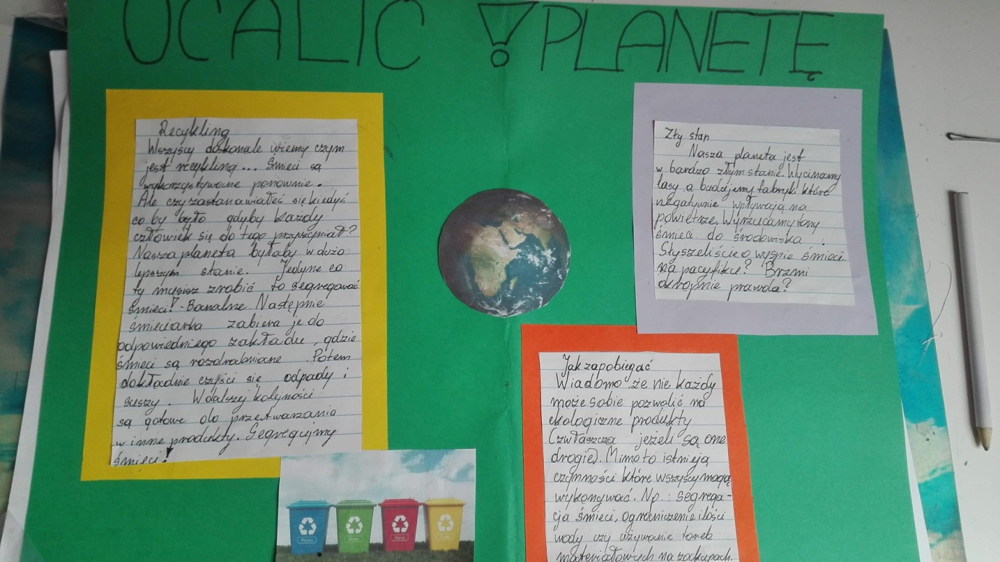 OCALIC ! PLANETĘ
Recykling
Wszyscy doskonale wiemy czym
jest recykling... Śmieci są
wykorzystywane ponownie.
Ale czy zastanawiałeś się kiedyś
co by było gdyby każdy
człowiek się do tego przyczyniał?
Nasza planeta byłaby w dużo
lepszym stanie. Jedyne co
ty musisz zrobić to segregować
śmieci! - Banalne. Następnie
śmieciarka zabiera je do
odpowiedniego zakładu, gdzie
śmieci są rozdrabniane. Potem
dokładnie czyści się odpady i
suszy. W dalszej kolejności
są gotowe do przetwarzania
w inne produkty. Segregujmy
śmieci!
Zły stan
Nasza planeta jest
w bardzo złym stanie. Wycinamy
lasy a budujemy fabryki które
negatywnie wpływają na
powietrze. Wyrzucamy tony
śmieci do środowiska.
Słyszeliście o wyspie śmieci
na pacyfiku? Brzmi
okropnie prawda?
Jak zapobiegać
Wiadomo, że nie każdy
może sobie pozwolić na
ekologiczne produkty
(zwłaszcza jeżeli są one
drogie). Mimo to istnieją
czynności które wszyscy mogą
wykonywać. Np.: segrega-
cja śmieci, ograniczenie ilości
wody czy używanie toreb
materiałowych na zakupach.